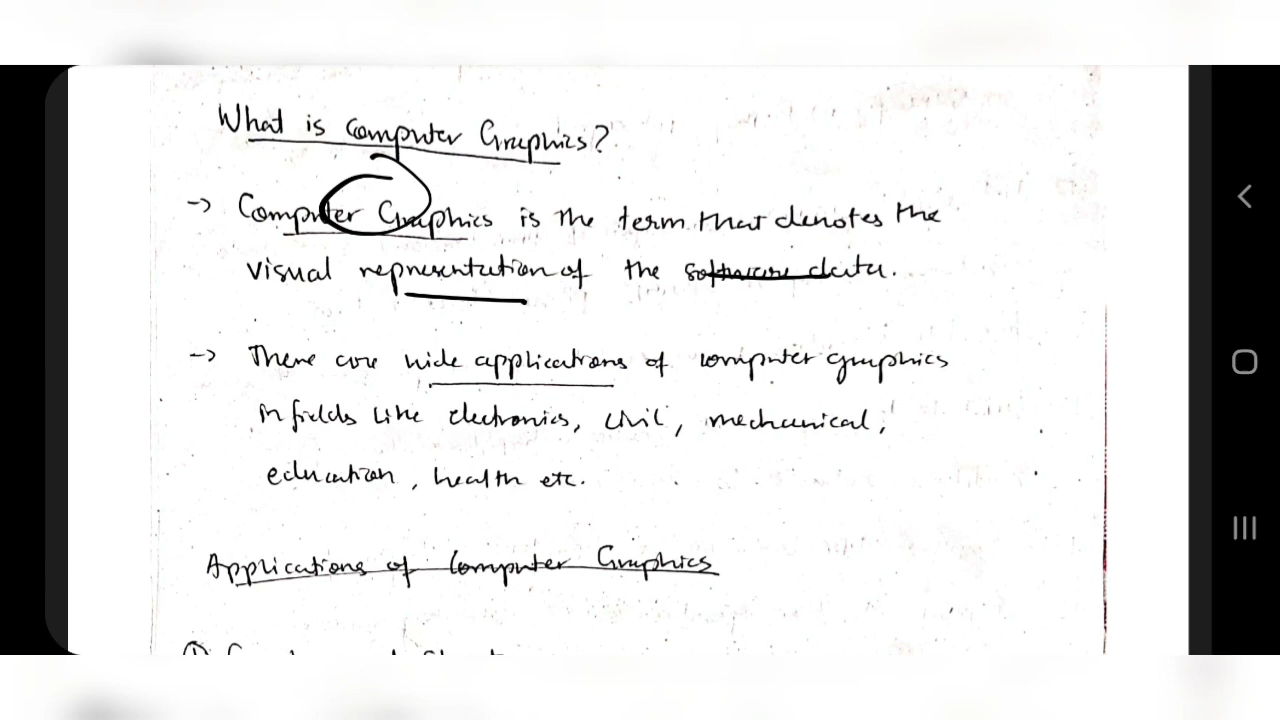 What is Computer Graphics?
→ Computer Graphics is the term that denotes the
visual representation of the software data.
→ There are wide applications of computer graphics
in fields like electronics, civil, mechanical,
education, health etc.
Applications of Computer Graphics